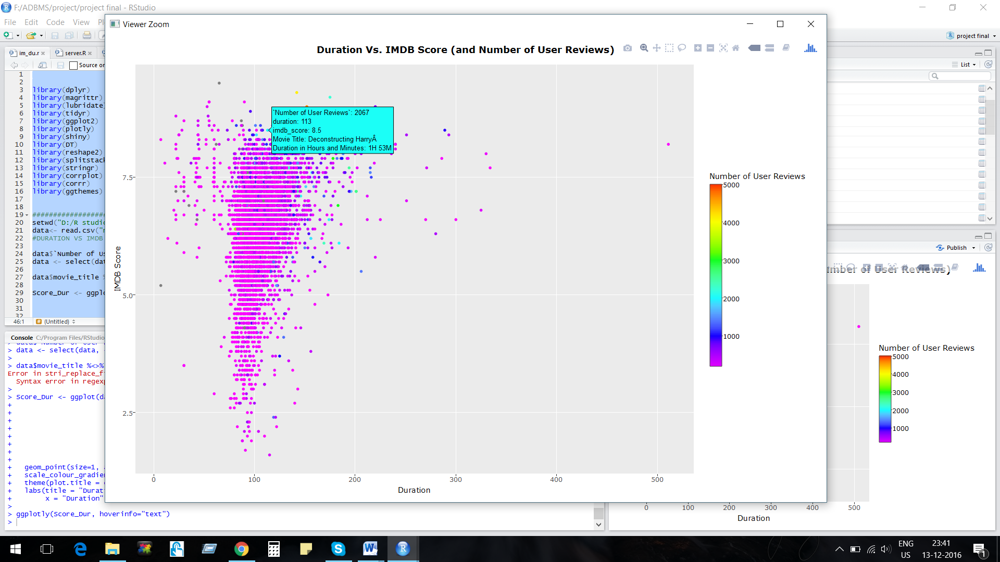 F:/ADBMS/project/project final - RStudio
File Edit Code View
project final
im_du.r
server.R
Source
List
1
2
3 library(dplyr)
4 library(magrittr)
5 library(lubridate)
6 library(tidyr)
7 library(ggplot2)
8 library(plotly)
9 library(shiny)
10 library(DT)
11 library(reshape2)
12 library(splitstack
13 library(stringr)
14 library(corrplot)
15 library(corrr)
16 library(ggthemes)
17
18
19 #################
20 setwd("D:/R studio
21 data<- read.csv("
22 #DURATION VS IMDB
23
24 data$`Number of Us
25 data <- select(dat
26
27 data$movie_title %
28
29 Score_Dur <- ggplo
30
31
32
46:1 (Untitled)
Console C:/Program Files/RStudio
> data <- select(data,
>
> data$movie_title %<>%
Error in stri_replace_fi
Syntax error in regexp
>
> Score_Dur <- ggplot(da
+
+
+
+
+
+
+
+
+ geom_point(size=1,
+ scale_colour_gradien
+ theme(plot.title =
+ labs(title = "Durati
+ x = "Duration"
>
> ggplotly(Score_Dur, hoverinfo="text")
>
Viewer Zoom
Duration Vs. IMDB Score (and Number of User Reviews)
`Number of User Reviews`: 2067
duration: 113
imdb_score: 8.5
Movie Title: Deconstructing HarryÂ
Duration in Hours and Minutes: 1H 53M
IMDB Score
7.5
5.0
2.5
0 100 200 300 400 500
Duration
Number of User Reviews
5000
4000
3000
2000
1000
Publish
mber of User Reviews)
Number of User Reviews
5000
4000
3000
2000
1000
0 100 200 300 400 500
Duration
ENG
US
23:41
13-12-2016
1